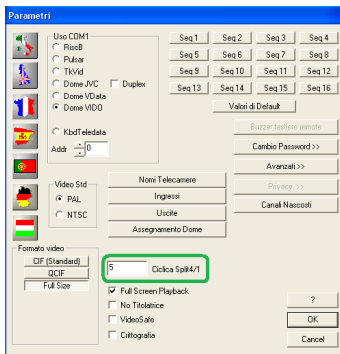 Parametri
Uso COM1
RiscB
Pulsar
TkVid
Dome JVC
Duplex
Dome VData
Dome VIDO
KbdTeledata
Addr 0
Seq 1 Seq 2 Seq 3 Seq 4
Seq 5 Seq 6 Seq 7 Seq 8
Seq 9 Seq 10 Seq 11 Seq 12
Seq 13 Seq 14 Seq 15 Seq 16
Valori di Default
Buzzer tastiere remote
Cambio Password >>
Avanzati >>
Privacy >>
Canali Nascosti
Video Std
PAL
NTSC
Nomi Telecamere
Ingressi
Uscite
Assegnamento Dome
Formato video
CIF (Standard)
QCIF
Full Size
5 Ciclica Split4/1
Full Screen Playback
No Titolatrice
VideoSafe
Crittografia
?
OK
Cancel